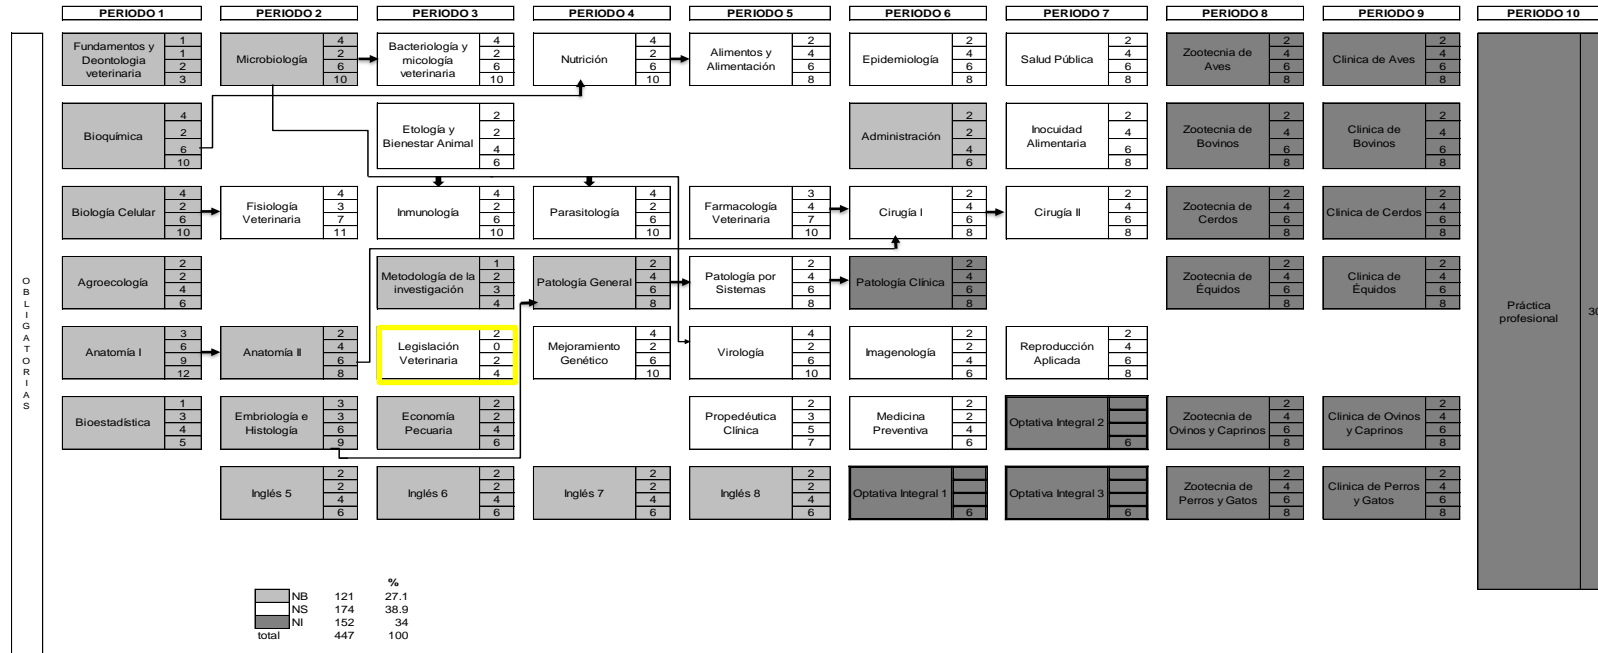 PERIODO 1 PERIODO 2 PERIODO 3 PERIODO 4 PERIODO 5 PERIODO 6 PERIODO 7 PERIODO 8 PERIODO 9 PERIODO 10
OBLIGATORIAS
Fundamentos y
Deontologia
veterinaria
1
1
2
3
Microbiología
4
2
6
10
Bacteriología y
micología
veterinaria
4
2
6
10
Nutrición
4
2
6
10
Alimentos y
Alimentación
2
4
6
8
Epidemiología
2
4
6
8
Salud Pública
2
4
6
8
Zootecnia de
Aves
2
4
6
8
Clinica de Aves
2
4
6
8
Bioquímica
4
2
6
10
Etología y
Bienestar Animal
2
2
4
6
Administración
2
2
4
6
Inocuidad
Alimentaria
2
4
6
8
Zootecnia de
Bovinos
2
4
6
8
Clinica de
Bovinos
2
4
6
8
Biología Celular
4
2
6
10
Fisiología
Veterinaria
4
3
7
11
Inmunología
4
2
6
10
Parasitología
4
2
6
10
Farmacología
Veterinaria
3
4
7
10
Cirugía I
2
4
6
8
Cirugía II
2
4
6
8
Zootecnia de
Cerdos
2
4
6
8
Clinica de Cerdos
2
4
6
8
Agroecología
2
2
4
6
Metodología de la
investigación
1
2
3
4
Patología General
2
4
6
8
Patología por
Sistemas
2
4
6
8
Patología Clínica
2
4
6
8
Zootecnia de
Équidos
2
4
6
8
Clinica de
Équidos
2
4
6
8
Práctica
profesional
30
Anatomía I
3
6
9
12
Anatomía II
2
4
6
8
Legislación
Veterinaria
2
0
2
4
Mejoramiento
Genético
4
2
6
10
Virología
4
2
6
10
Imagenología
2
2
4
6
Reproducción
Aplicada
2
4
6
8
Bioestadística
1
3
4
5
Embriología e
Histología
3
3
6
9
Economía
Pecuaria
2
2
4
6
Propedéutica
Clínica
2
3
5
7
Medicina
Preventiva
2
2
4
6
Optativa Integral 2
6
Zootecnia de
Ovinos y Caprinos
2
4
6
8
Clinica de Ovinos
y Caprinos
2
4
6
8
Inglés 5
2
2
4
6
Inglés 6
2
2
4
6
Inglés 7
2
2
4
6
Inglés 8
2
2
4
6
Optativa Integral 1
6
Optativa Integral 3
6
Zootecnia de
Perros y Gatos
2
4
6
8
Clinica de Perros
y Gatos
2
4
6
8
%
NB 121 27.1
NS 174 38.9
NI 152 34
total 447 100